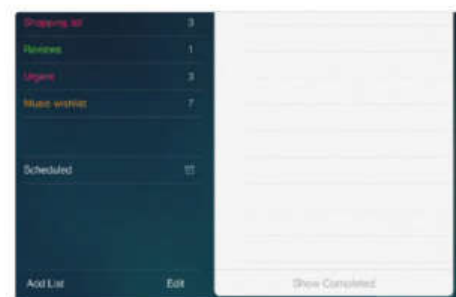 Shopping list 3
Reviews 1
Urgent 3
Music wishlist 7
Scheduled
Add List Edit Show Completed